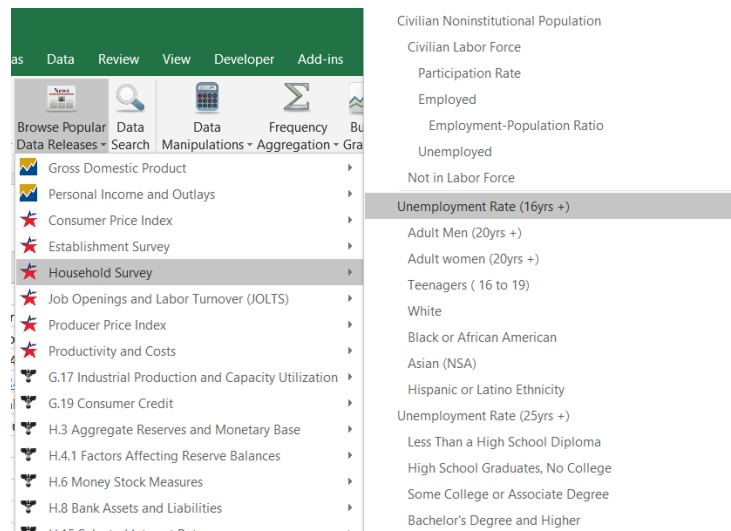 as Data Review View Developer Add-ins
News
Browse Popular Data Releases
Data Search
Data Manipulations
Frequency Aggregation
Gross Domestic Product
Personal Income and Outlays
Consumer Price Index
Establishment Survey
Household Survey
Job Openings and Labor Turnover (JOLTS)
Producer Price Index
Productivity and Costs
G.17 Industrial Production and Capacity Utilization
G.19 Consumer Credit
H.3 Aggregate Reserves and Monetary Base
H.4.1 Factors Affecting Reserve Balances
H.6 Money Stock Measures
H.8 Bank Assets and Liabilities
Civilian Noninstitutional Population
Civilian Labor Force
Participation Rate
Employed
Employment-Population Ratio
Unemployed
Not in Labor Force
Unemployment Rate (16yrs +)
Adult Men (20yrs +)
Adult women (20yrs +)
Teenagers ( 16 to 19)
White
Black or African American
Asian (NSA)
Hispanic or Latino Ethnicity
Unemployment Rate (25yrs +)
Less Than a High School Diploma
High School Graduates, No College
Some College or Associate Degree
Bachelor's Degree and Higher